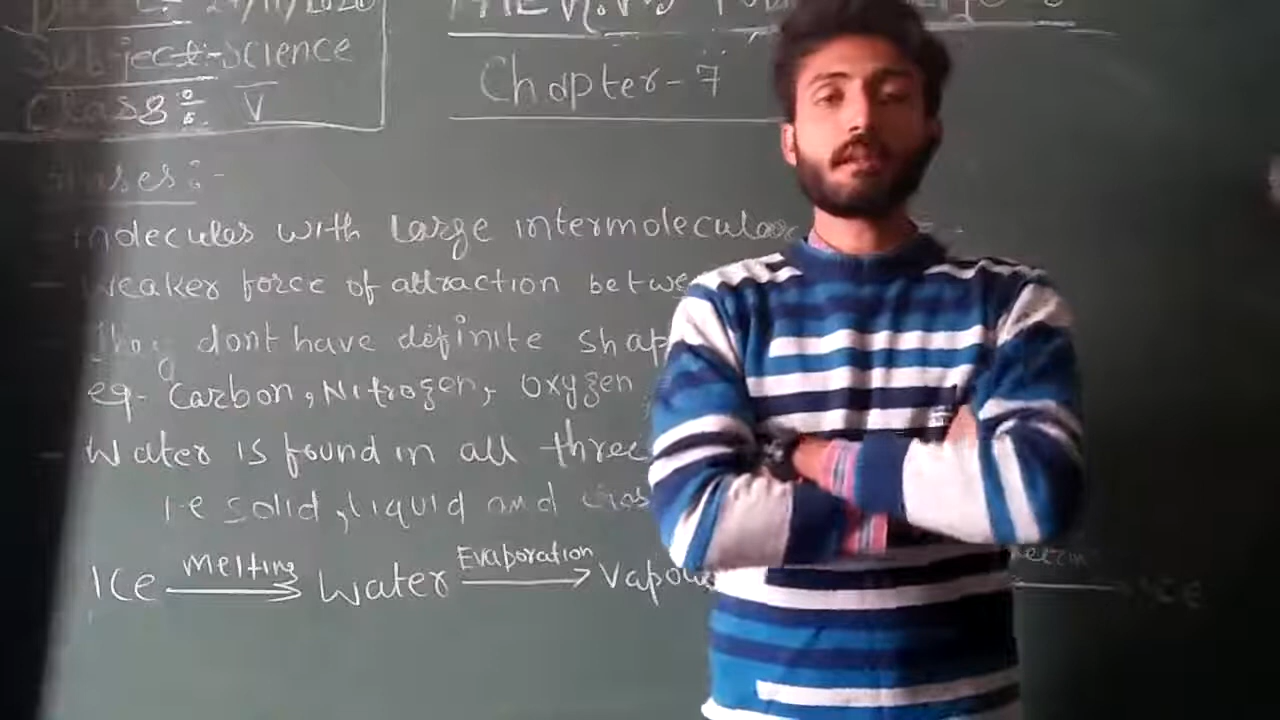 Subject:-Science
Class: V
Chapter-7
Gases:-
- molecules with large intermolecular
- weaker force of attraction betwe
They dont have definite shap
eg- Carbon, Nitrogen, Oxygen
- Water is found in all three
i-e solid, liquid and Gas
Melting Evaporation
Ice Water Vapou Ice